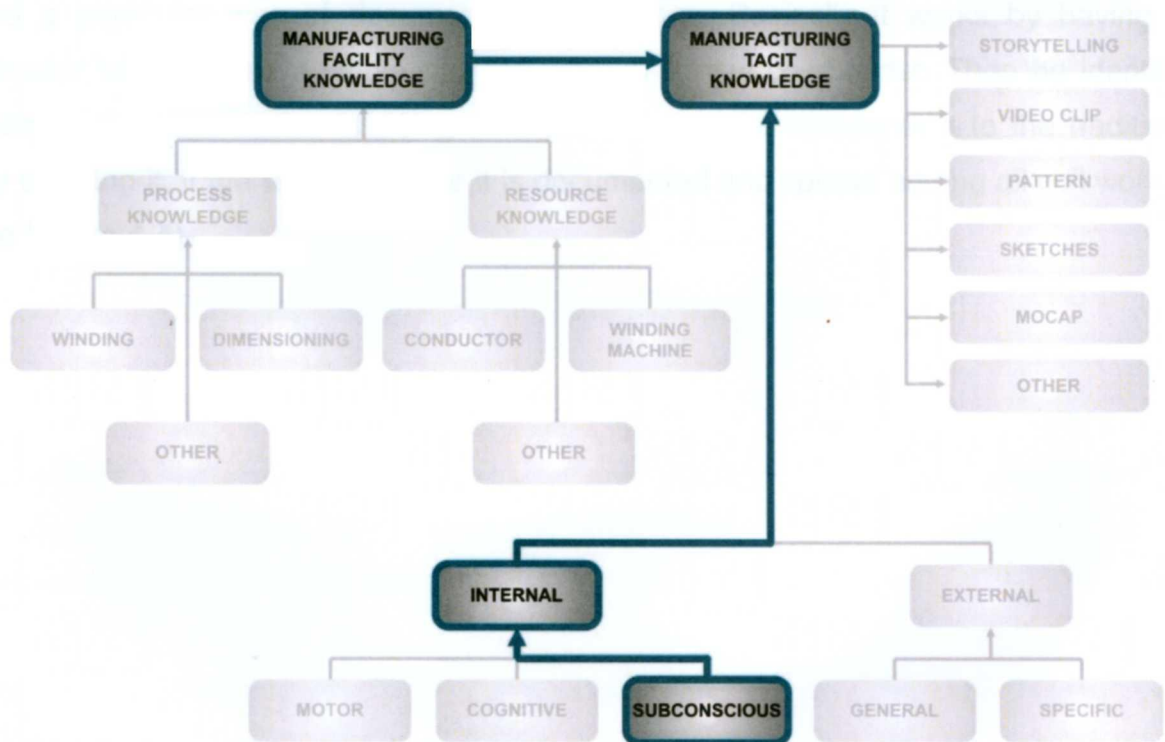 MANUFACTURING
FACILITY
KNOWLEDGE
MANUFACTURING
TACIT
KNOWLEDGE
STORYTELLING
VIDEO CLIP
PATTERN
SKETCHES
MOCAP
OTHER
PROCESS
KNOWLEDGE
RESOURCE
KNOWLEDGE
WINDING
DIMENSIONING
CONDUCTOR
WINDING
MACHINE
OTHER
OTHER
INTERNAL
EXTERNAL
MOTOR
COGNITIVE
SUBCONSCIOUS
GENERAL
SPECIFIC